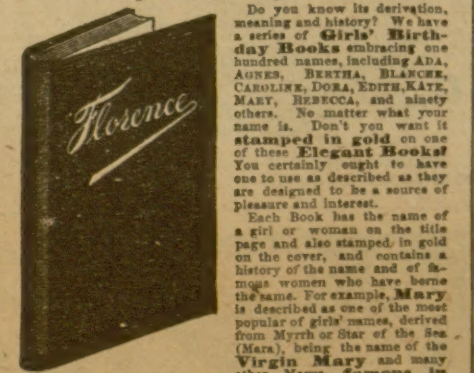 Florence
Do you know its derivation,
meaning and history? We have
a series of Girls' Birth-
day Books embracing one
hundred names, including ADA,
AGNES, BERTHA, BLANCHE,
CAROLINE, DORA, EDITH, KATE,
MARY, REBECCA, and ninety
others. No matter what your
name is. Don't you want it
stamped in gold on one
of these Elegant Books?
You certainly ought to have
one to use as described as they
are designed to be a source of
pleasure and interest.
Each Book has the name of
a girl or woman on the title
page and also stamped in gold
on the cover, and contains a
history of the name and of fa-
mous women who have borne
the same. For example, Mary
is described as one of the most
popular of girls' names, derived
from Myrrh or Star of the Sea
(Mara), being the name of the
Virgin Mary and many